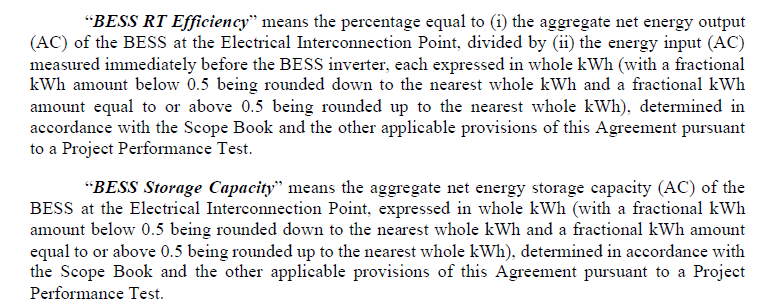 “BESS RT Efficiency” means the percentage equal to (i) the aggregate net energy output
(AC) of the BESS at the Electrical Interconnection Point, divided by (ii) the energy input (AC)
measured immediately before the BESS inverter, each expressed in whole kWh (with a fractional
kWh amount below 0.5 being rounded down to the nearest whole kWh and a fractional kWh
amount equal to or above 0.5 being rounded up to the nearest whole kWh), determined in
accordance with the Scope Book and the other applicable provisions of this Agreement pursuant
to a Project Performance Test.
“BESS Storage Capacity” means the aggregate net energy storage capacity (AC) of the
BESS at the Electrical Interconnection Point, expressed in whole kWh (with a fractional kWh
amount below 0.5 being rounded down to the nearest whole kWh and a fractional kWh amount
equal to or above 0.5 being rounded up to the nearest whole kWh), determined in accordance with
the Scope Book and the other applicable provisions of this Agreement pursuant to a Project
Performance Test.